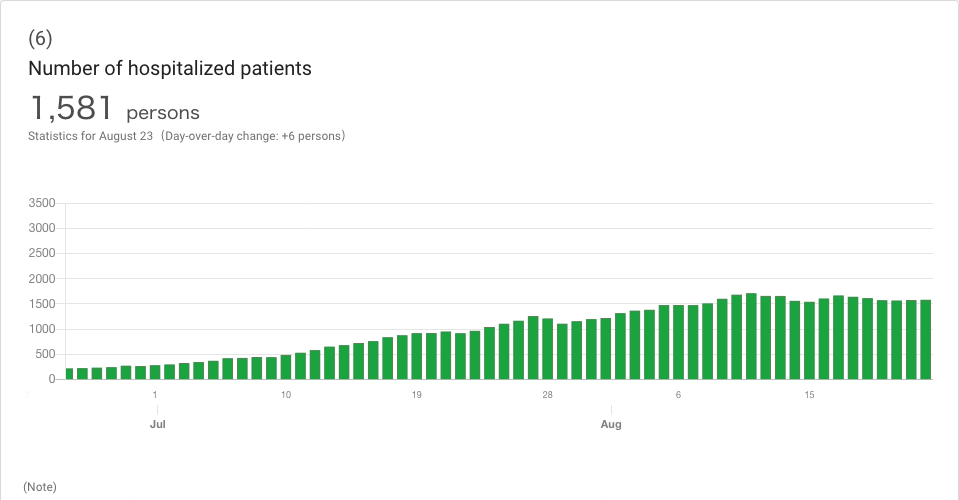 (6)
Number of hospitalized patients
1,581 persons
Statistics for August 23（Day-over-day change: +6 persons）
3500
3000
2500
2000
1500
1000
500
0
1 10 19 28 6 15
Jul Aug
(Note)